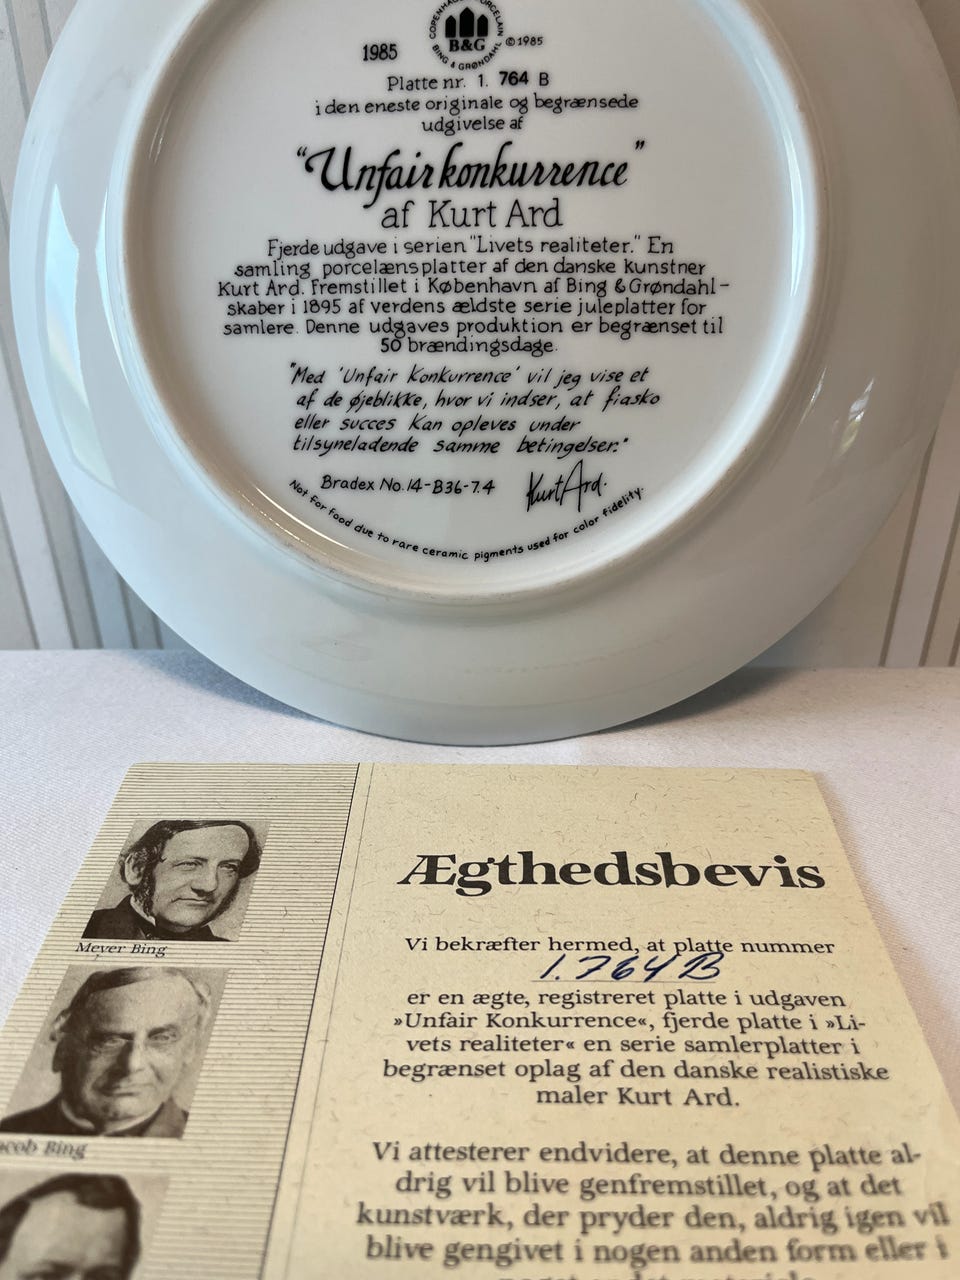 COPENHAGEN PORCELAIN
B&G
BING & GRØNDAHL
1985
©1985
Platte nr. 1. 764 B
i den eneste originale og begrænsede
udgivelse af
"Unfair konkurrence"
af Kurt Ard
Fjerde udgave i serien "Livets realiteter." En
samling porcelænsplatter af den danske kunstner
Kurt Ard. Fremstillet i København af Bing & Grøndahl-
skaber i 1895 af verdens ældste serie juleplatter for
samlere. Denne udgaves produktion er begrænset til
50 brændingsdage.
"Med 'Unfair Konkurrence' vil jeg vise et
af de øjeblikke, hvor vi indser, at fiasko
eller succes kan opleves under
tilsyneladende samme betingelser."
Bradex No. 14-B36-7.4
Kurt Ard.
Not for food due to rare ceramic pigments used for color fidelity.
Ægthedsbevis
Vi bekræfter hermed, at platte nummer
1.764B
er en ægte, registreret platte i udgaven
»Unfair Konkurrence«, fjerde platte i »Li-
vets realiteter« en serie samlerplatter i
begrænset oplag af den danske realistiske
maler Kurt Ard.
Vi attesterer endvidere, at denne platte al-
drig vil blive genfremstillet, og at det
kunstværk, der pryder den, aldrig igen vil
blive gengivet i nogen anden form eller i
Meyer Bing
acob Bing